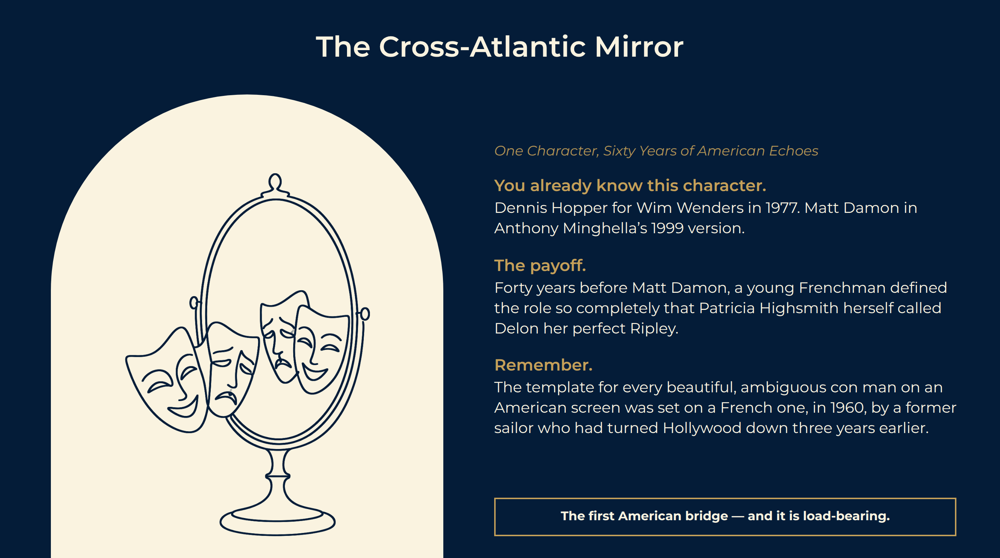 The Cross-Atlantic Mirror
One Character, Sixty Years of American Echoes
You already know this character.
Dennis Hopper for Wim Wenders in 1977. Matt Damon in
Anthony Minghella’s 1999 version.
The payoff.
Forty years before Matt Damon, a young Frenchman defined
the role so completely that Patricia Highsmith herself called
Delon her perfect Ripley.
Remember.
The template for every beautiful, ambiguous con man on an
American screen was set on a French one, in 1960, by a former
sailor who had turned Hollywood down three years earlier.
The first American bridge — and it is load-bearing.